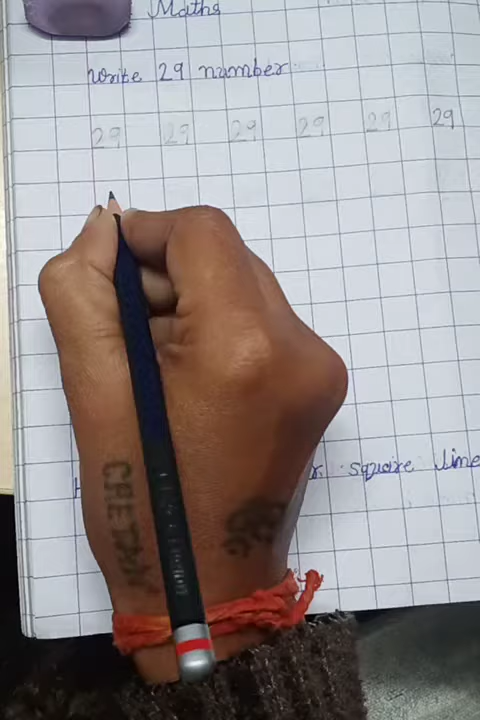 Maths
Write 29 number
29 29 29 29 29 29
square line